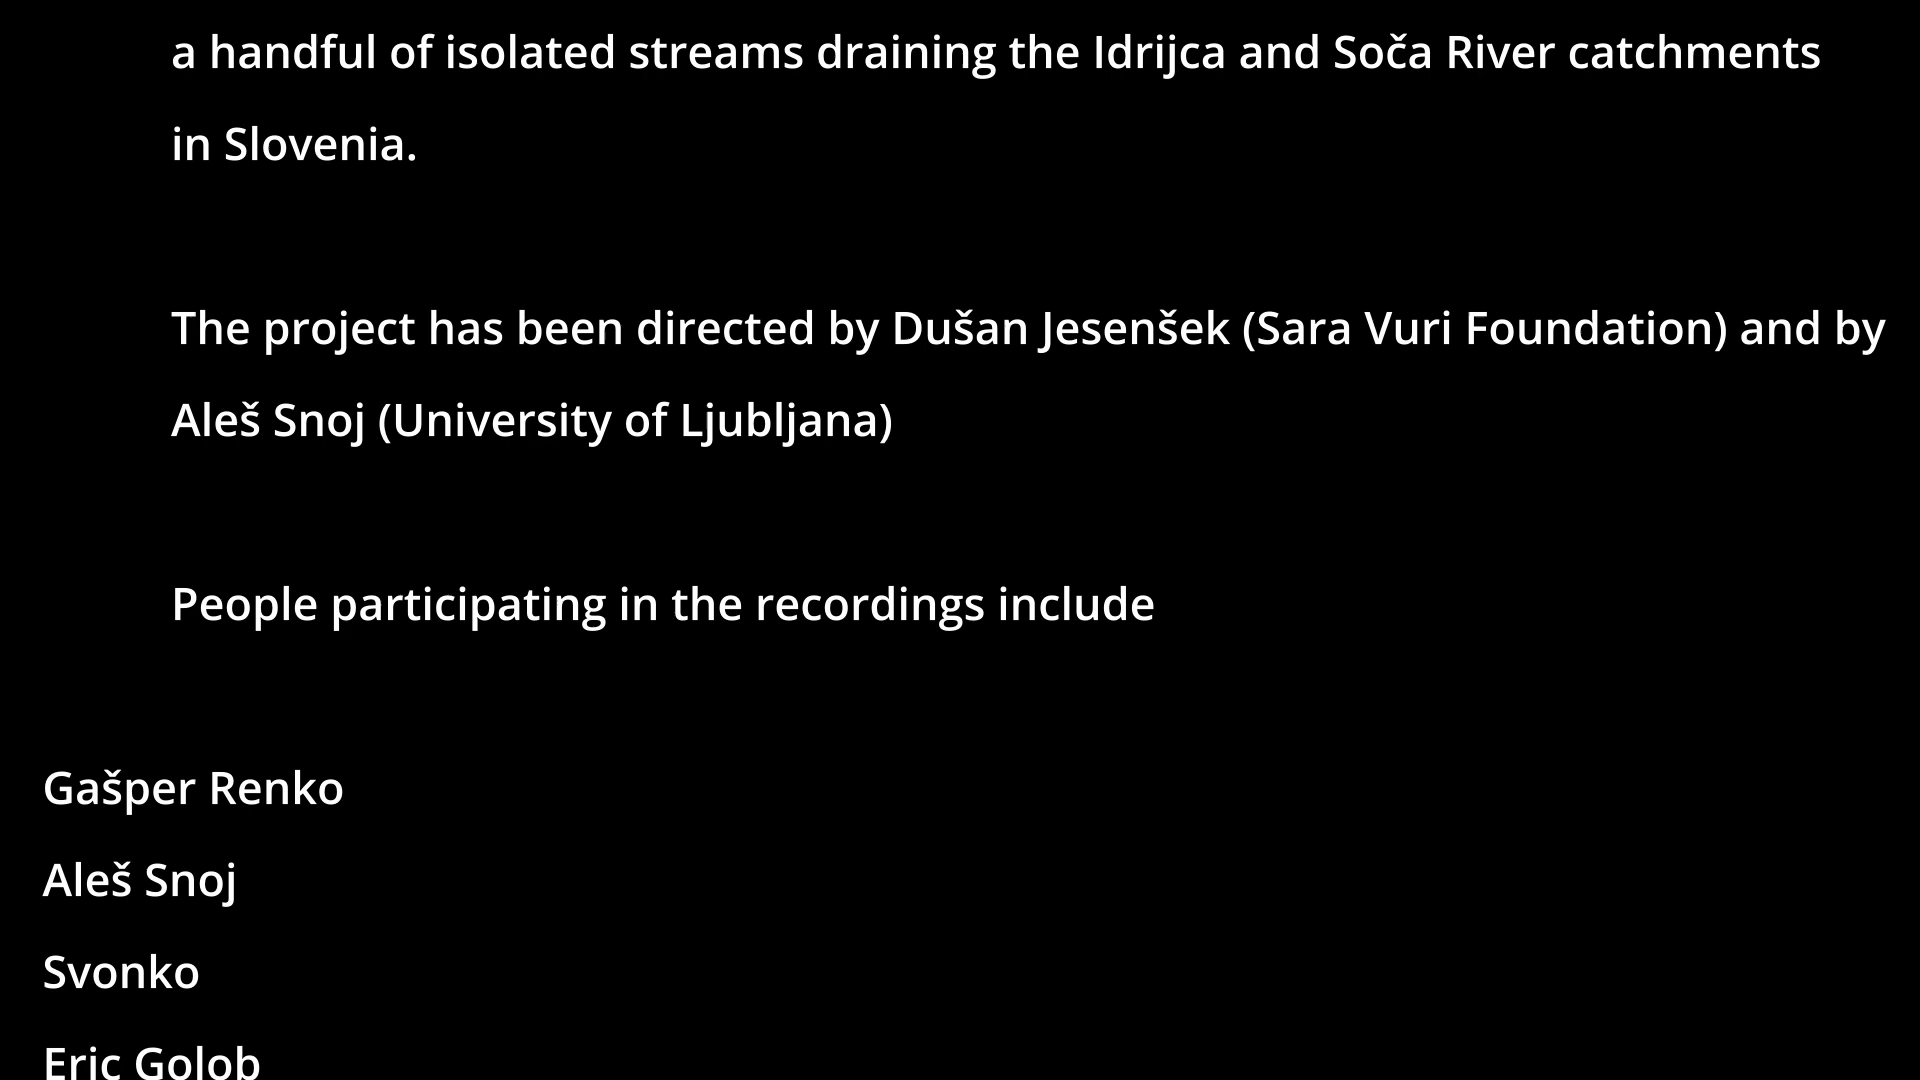 a handful of isolated streams draining the Idrijca and Soča River catchments
in Slovenia.
The project has been directed by Dušan Jesenšek (Sara Vuri Foundation) and by
Aleš Snoj (University of Ljubljana)
People participating in the recordings include
Gašper Renko
Aleš Snoj
Svonko
Eric Golob